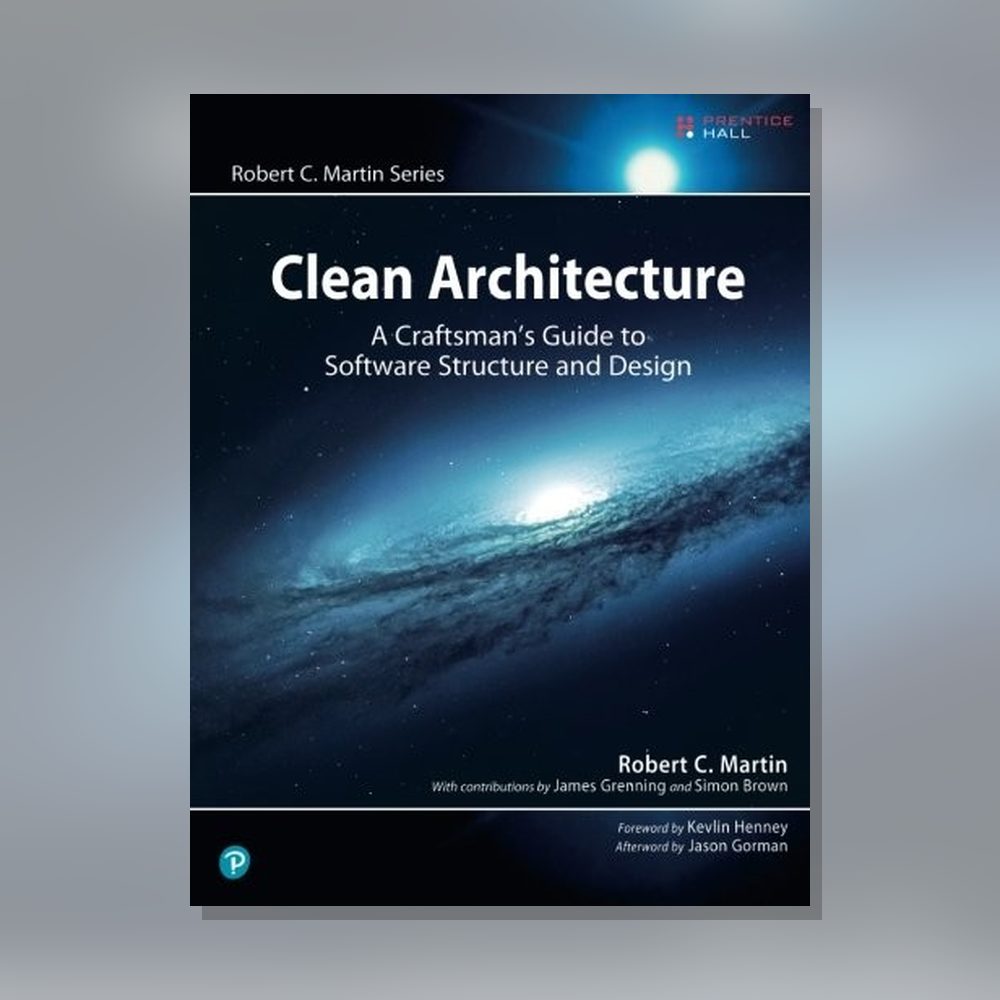 PRENTICE
HALL
Robert C. Martin Series
Clean Architecture
A Craftsman's Guide to
Software Structure and Design
Robert C. Martin
With contributions by James Grenning and Simon Brown
Foreword by Kevlin Henney
Afterword by Jason Gorman
P